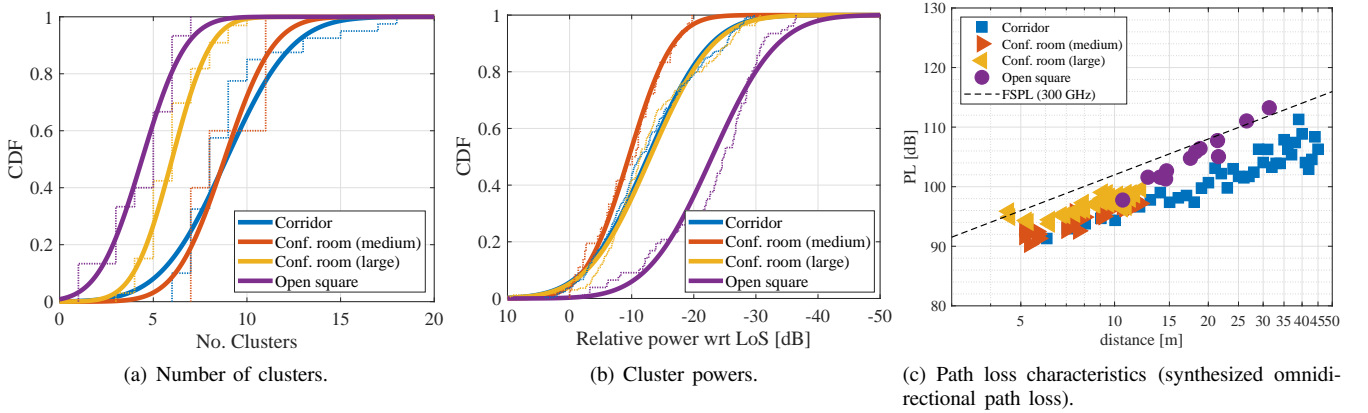 1
0.8
0.6
0.4
0.2
0
CDF
0
5
10
15
20
No. Clusters
Corridor
Conf. room (medium)
Conf. room (large)
Open square
(a) Number of clusters.
1
0.8
0.6
0.4
0.2
0
CDF
10
0
-10
-20
-30
-40
-50
Relative power wrt LoS [dB]
Corridor
Conf. room (medium)
Conf. room (large)
Open square
(b) Cluster powers.
130
120
110
100
90
80
PL [dB]
Corridor
Conf. room (medium)
Conf. room (large)
Open square
FSPL (300 GHz)
5
10
15
20
25
30
35
40
45
50
distance [m]
(c) Path loss characteristics (synthesized omnidi-
rectional path loss).